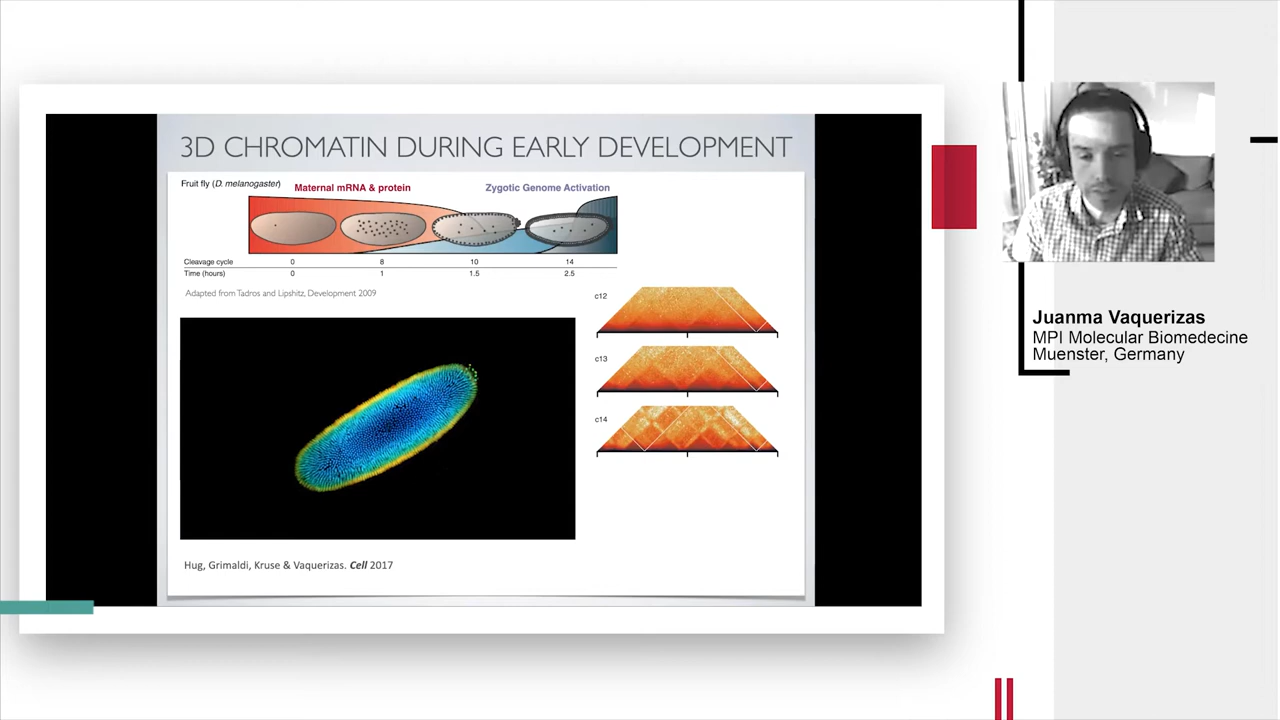 3D CHROMATIN DURING EARLY DEVELOPMENT
Fruit fly (D. melanogaster)
Maternal mRNA & protein
Zygotic Genome Activation
Cleavage cycle 0 8 10 14
Time (hours) 0 1 1.5 2.5
Adapted from Tadros and Lipshitz, Development 2009
c12
c13
c14
Hug, Grimaldi, Kruse & Vaquerizas. Cell 2017
Juanma Vaquerizas
MPI Molecular Biomedecine
Muenster, Germany